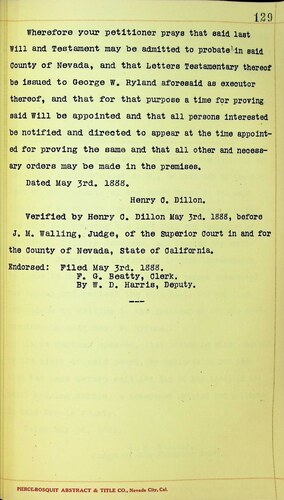 129
Wherefore your petitioner prays that said last
Will and Testament may be admitted to probate in said
County of Nevada, and that Letters Testamentary thereof
be issued to George W. Ryland aforesaid as executor
thereof, and that for that purpose a time for proving
said Will be appointed and that all persons interested
be notified and directed to appear at the time appoint-
ed for proving the same and that all other and necess-
ary orders may be made in the premises.
Dated May 3rd. 1888.
Henry C. Dillon.
Verified by Henry C. Dillon May 3rd. 1888, before
J. M. Walling, Judge, of the Superior Court in and for
the County of Nevada, State of California.
Endorsed: Filed May 3rd. 1888.
F. G. Beatty, Clerk.
By W. D. Harris, Deputy.
---
PIERCE-BOSQUIT ABSTRACT & TITLE CO., Nevada City, Cal.